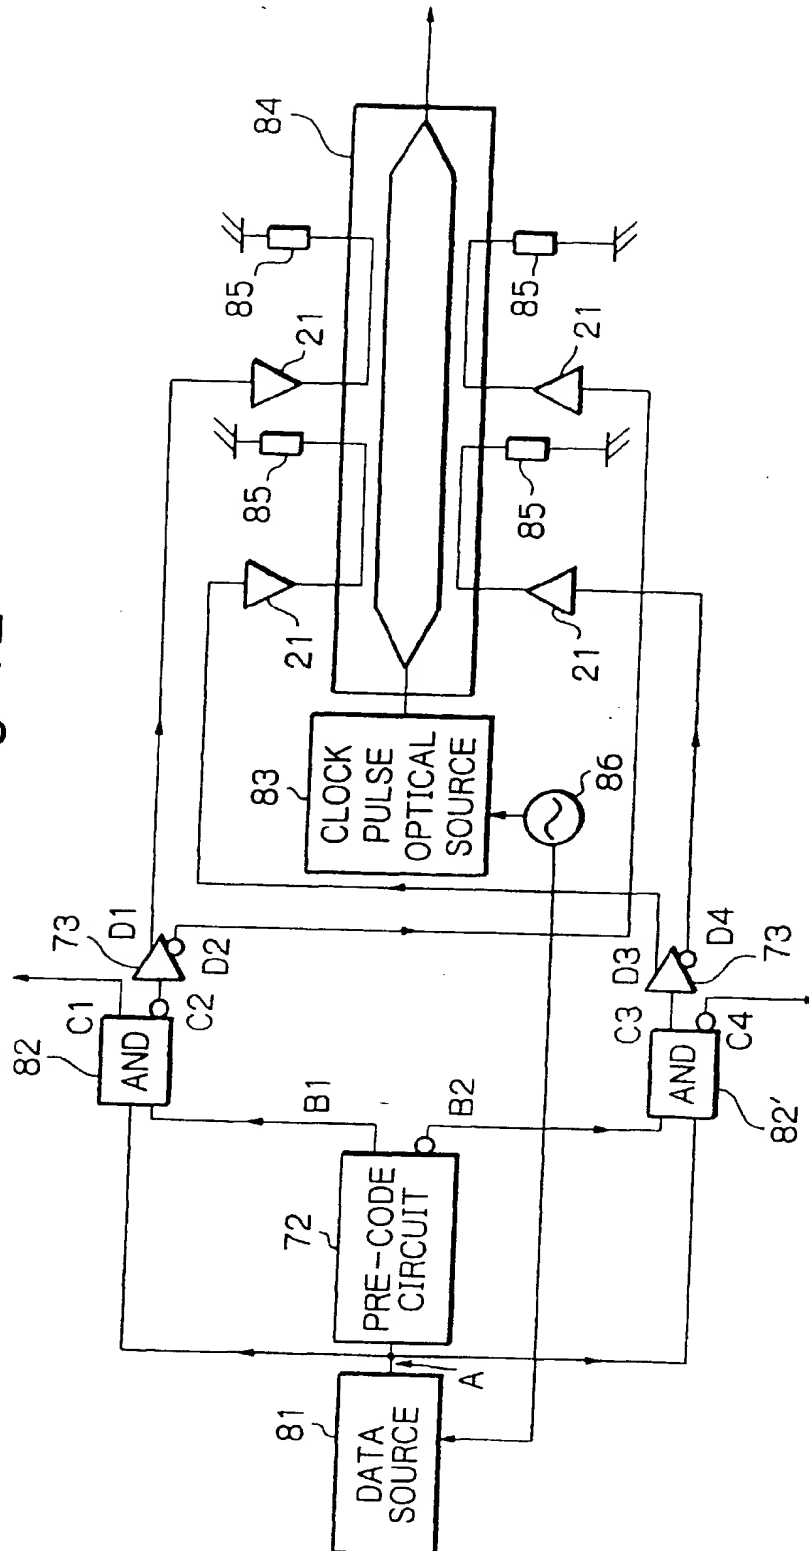 84
85
85
21
21
85
85
21
21
83
CLOCK
PULSE
OPTICAL
SOURCE
86
73
D1
D2
D3
D4
73
82
C1
C2
AND
C3
C4
AND
82'
B1
B2
72
PRE-CODE
CIRCUIT
A
81
DATA
SOURCE